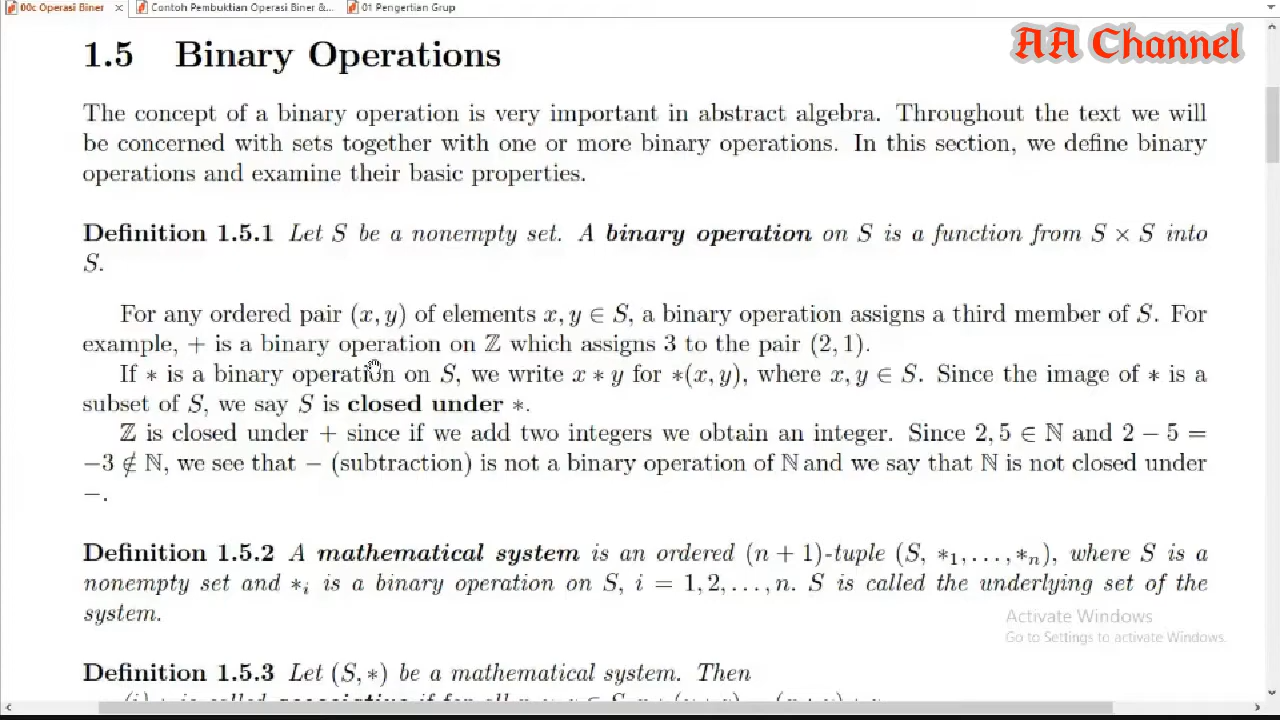 00c Operasi Biner
Contoh Pembuktian Operasi Biner &...
01 Pengertian Grup
AA Channel
1.5 Binary Operations
The concept of a binary operation is very important in abstract algebra. Throughout the text we will
be concerned with sets together with one or more binary operations. In this section, we define binary
operations and examine their basic properties.
Definition 1.5.1 Let S be a nonempty set. A binary operation on S is a function from S × S into
S.
For any ordered pair (x, y) of elements x, y ∈ S, a binary operation assigns a third member of S. For
example, + is a binary operation on ℤ which assigns 3 to the pair (2, 1).
If ∗ is a binary operation on S, we write x ∗ y for ∗(x, y), where x, y ∈ S. Since the image of ∗ is a
subset of S, we say S is closed under ∗.
ℤ is closed under + since if we add two integers we obtain an integer. Since 2, 5 ∈ ℕ and 2 − 5 =
−3 ∉ ℕ, we see that − (subtraction) is not a binary operation of ℕ and we say that ℕ is not closed under
−.
Definition 1.5.2 A mathematical system is an ordered (n + 1)-tuple (S, ∗₁, . . . , ∗ₙ), where S is a
nonempty set and ∗ᵢ is a binary operation on S, i = 1, 2, . . . , n. S is called the underlying set of the
system.
Activate Windows
Go to Settings to activate Windows.
Definition 1.5.3 Let (S, ∗) be a mathematical system. Then